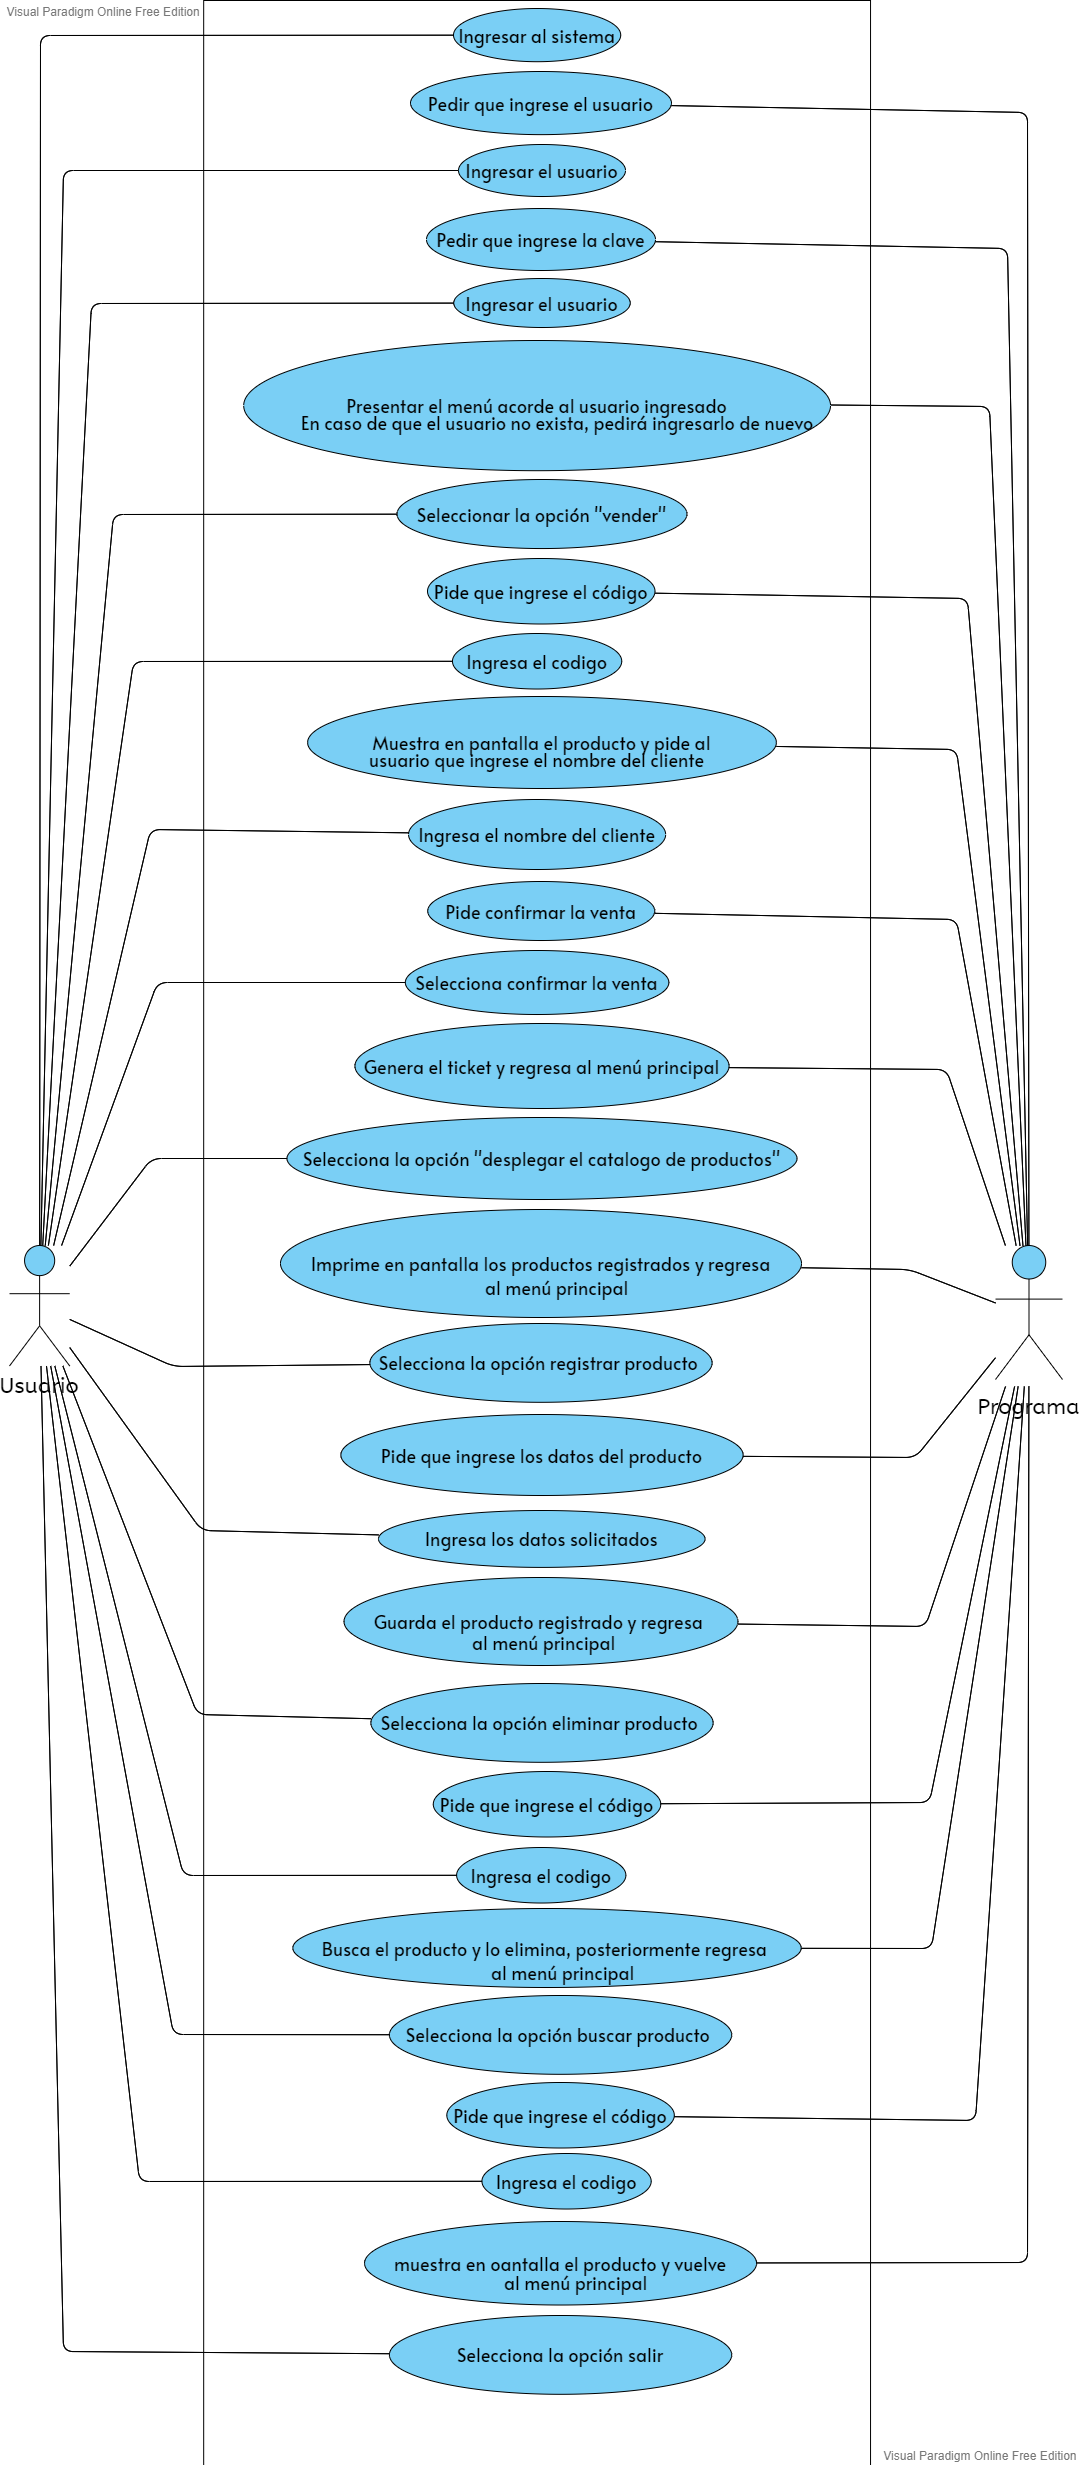 Visual Paradigm Online Free Edition
Ingresar al sistema
Pedir que ingrese el usuario
Ingresar el usuario
Pedir que ingrese la clave
Ingresar el usuario
Presentar el menú acorde al usuario ingresado
En caso de que el usuario no exista, pedirá ingresarlo de nuevo
Seleccionar la opción "vender"
Pide que ingrese el código
Ingresa el codigo
Muestra en pantalla el producto y pide al
usuario que ingrese el nombre del cliente
Ingresa el nombre del cliente
Pide confirmar la venta
Selecciona confirmar la venta
Genera el ticket y regresa al menú principal
Selecciona la opción "desplegar el catalogo de productos"
Imprime en pantalla los productos registrados y regresa
al menú principal
Selecciona la opción registrar producto
Usuario
Programa
Pide que ingrese los datos del producto
Ingresa los datos solicitados
Guarda el producto registrado y regresa
al menú principal
Selecciona la opción eliminar producto
Pide que ingrese el código
Ingresa el codigo
Busca el producto y lo elimina, posteriormente regresa
al menú principal
Selecciona la opción buscar producto
Pide que ingrese el código
Ingresa el codigo
muestra en oantalla el producto y vuelve
al menú principal
Selecciona la opción salir
Visual Paradigm Online Free Edition